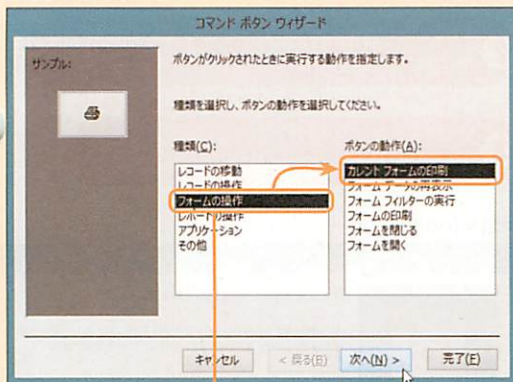 コマンド ボタン ウィザード
サンプル:
ボタンがクリックされたときに実行する動作を指定します。
種類を選択し、ボタンの動作を選択してください。
種類(C):
レコードの移動
レコードの操作
フォームの操作
レポートの操作
アプリケーション
その他
ボタンの動作(A):
カレント フォームの印刷
フォーム データの再表示
フォーム フィルターの実行
フォームの印刷
フォームを閉じる
フォームを開く
キャンセル
< 戻る(B)
次へ(N) >
完了(F)